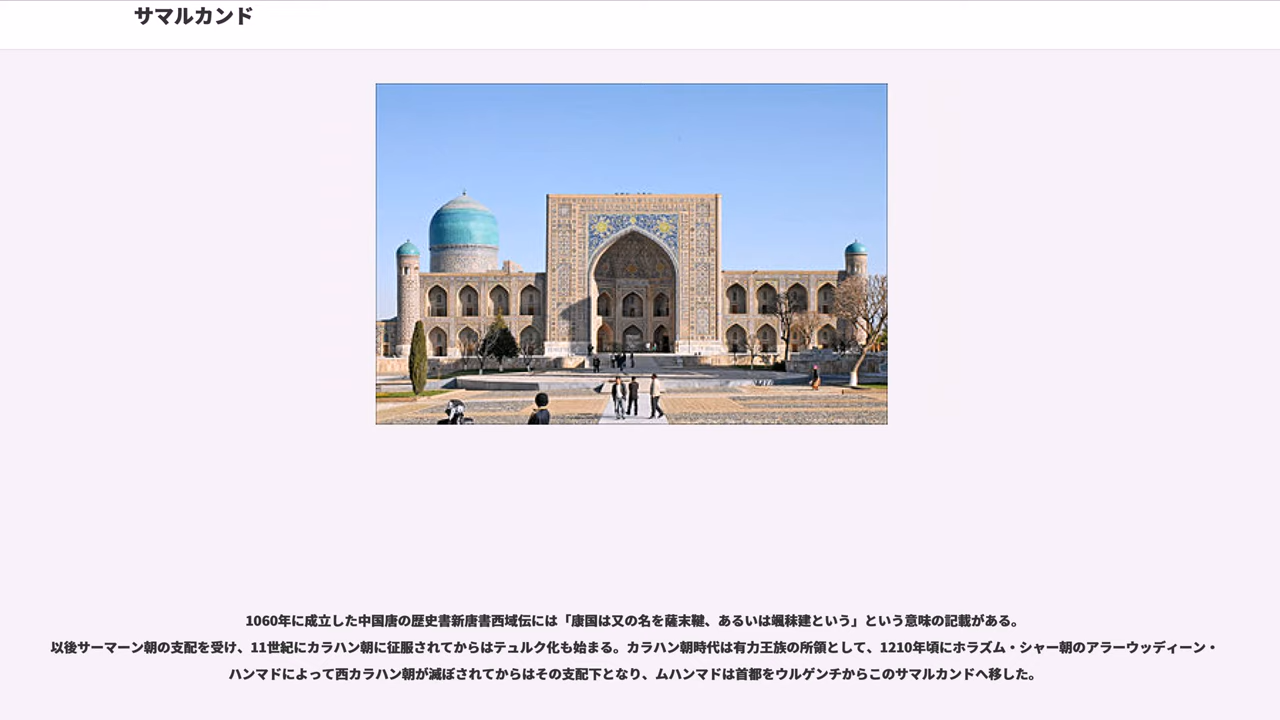 サマルカンド
1060年に成立した中国唐の歴史書新唐書西域伝には「康国は又の名を薩末鞬、あるいは颯秣建という」という意味の記載がある。
以後サーマーン朝の支配を受け、11世紀にカラハン朝に征服されてからはテュルク化も始まる。カラハン朝時代は有力王族の所領として、1210年頃にホラズム・シャー朝のアラーウッディーン・
ハンマドによって西カラハン朝が滅ぼされてからはその支配下となり、ムハンマドは首都をウルゲンチからこのサマルカンドへ移した。